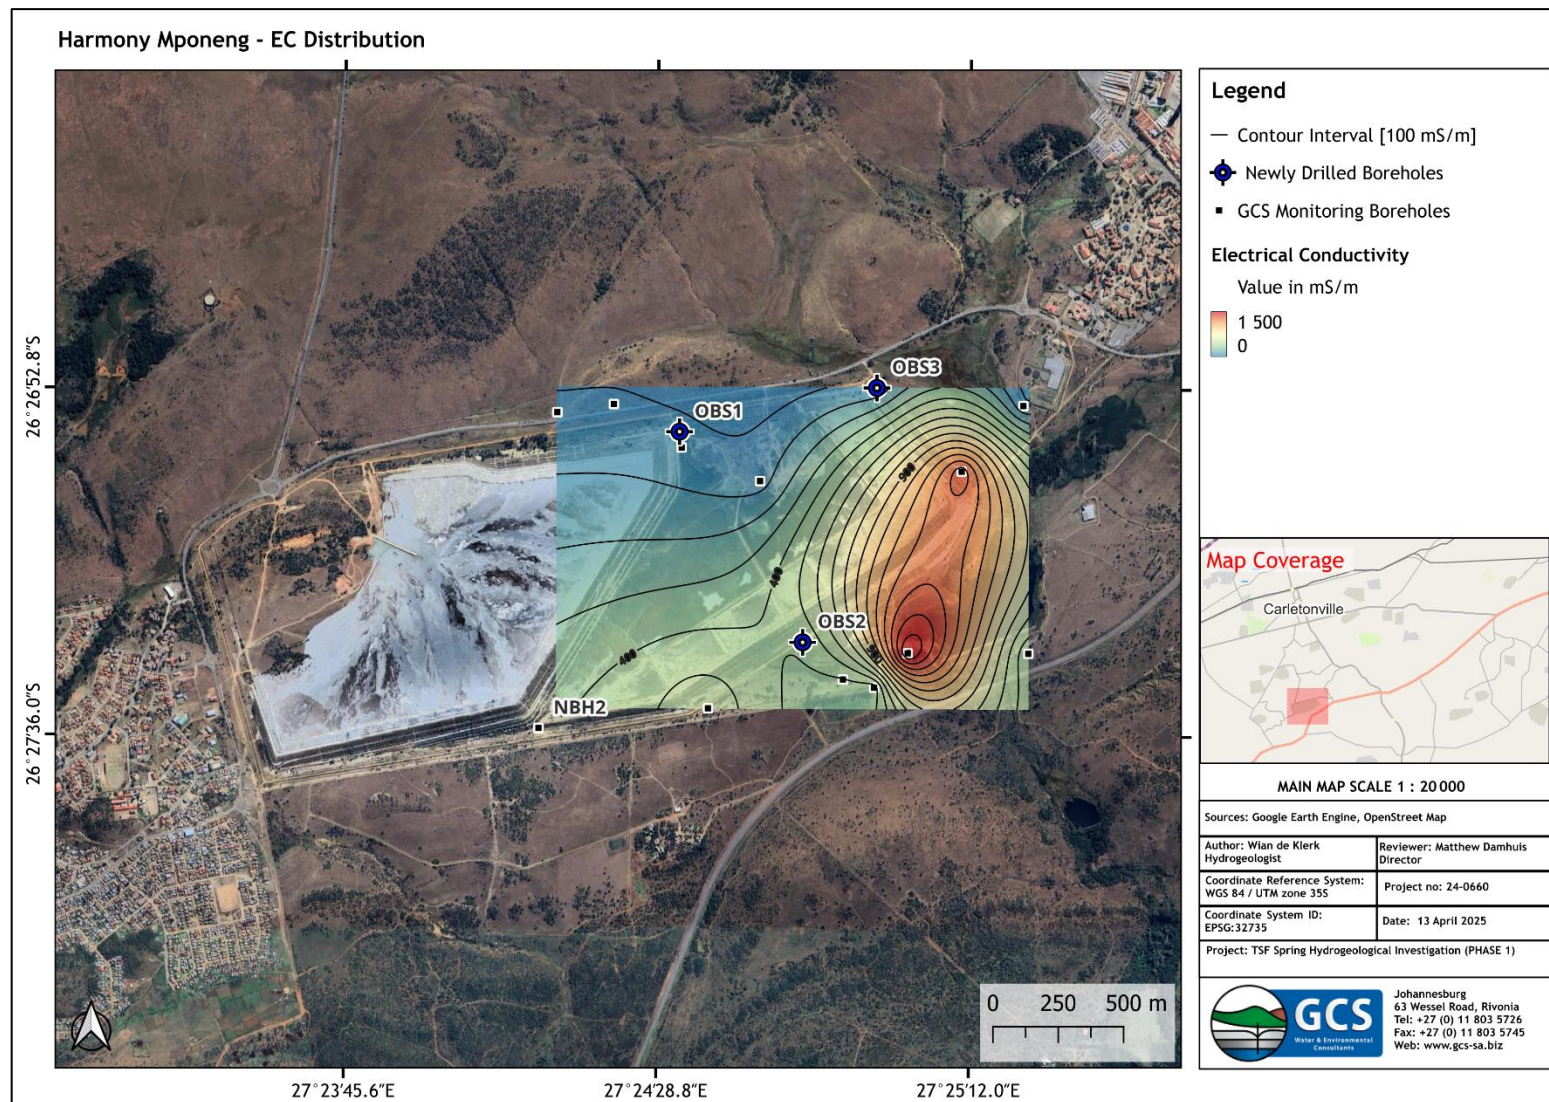 Harmony Mponeng - EC Distribution
Legend
Contour Interval [100 mS/m]
Newly Drilled Boreholes
GCS Monitoring Boreholes
Electrical Conductivity
Value in mS/m
1 500
0
26°26'52.8"S
26°27'36.0"S
OBS3
OBS1
900
400
OBS2
400
NBH2
27°23'45.6"E
27°24'28.8"E
27°25'12.0"E
0 250 500 m
Map Coverage
Carletonville
MAIN MAP SCALE 1 : 20 000
Sources: Google Earth Engine, OpenStreet Map
Author: Wian de Klerk
Hydrogeologist
Reviewer: Matthew Damhuis
Director
Coordinate Reference System:
WGS 84 / UTM zone 35S
Project no: 24-0660
Coordinate System ID:
EPSG:32735
Date: 13 April 2025
Project: TSF Spring Hydrogeological Investigation (PHASE 1)
GCS
Water & Environmental
Consultants
Johannesburg
63 Wessel Road, Rivonia
Tel: +27 (0) 11 803 5726
Fax: +27 (0) 11 803 5745
Web: www.gcs-sa.biz